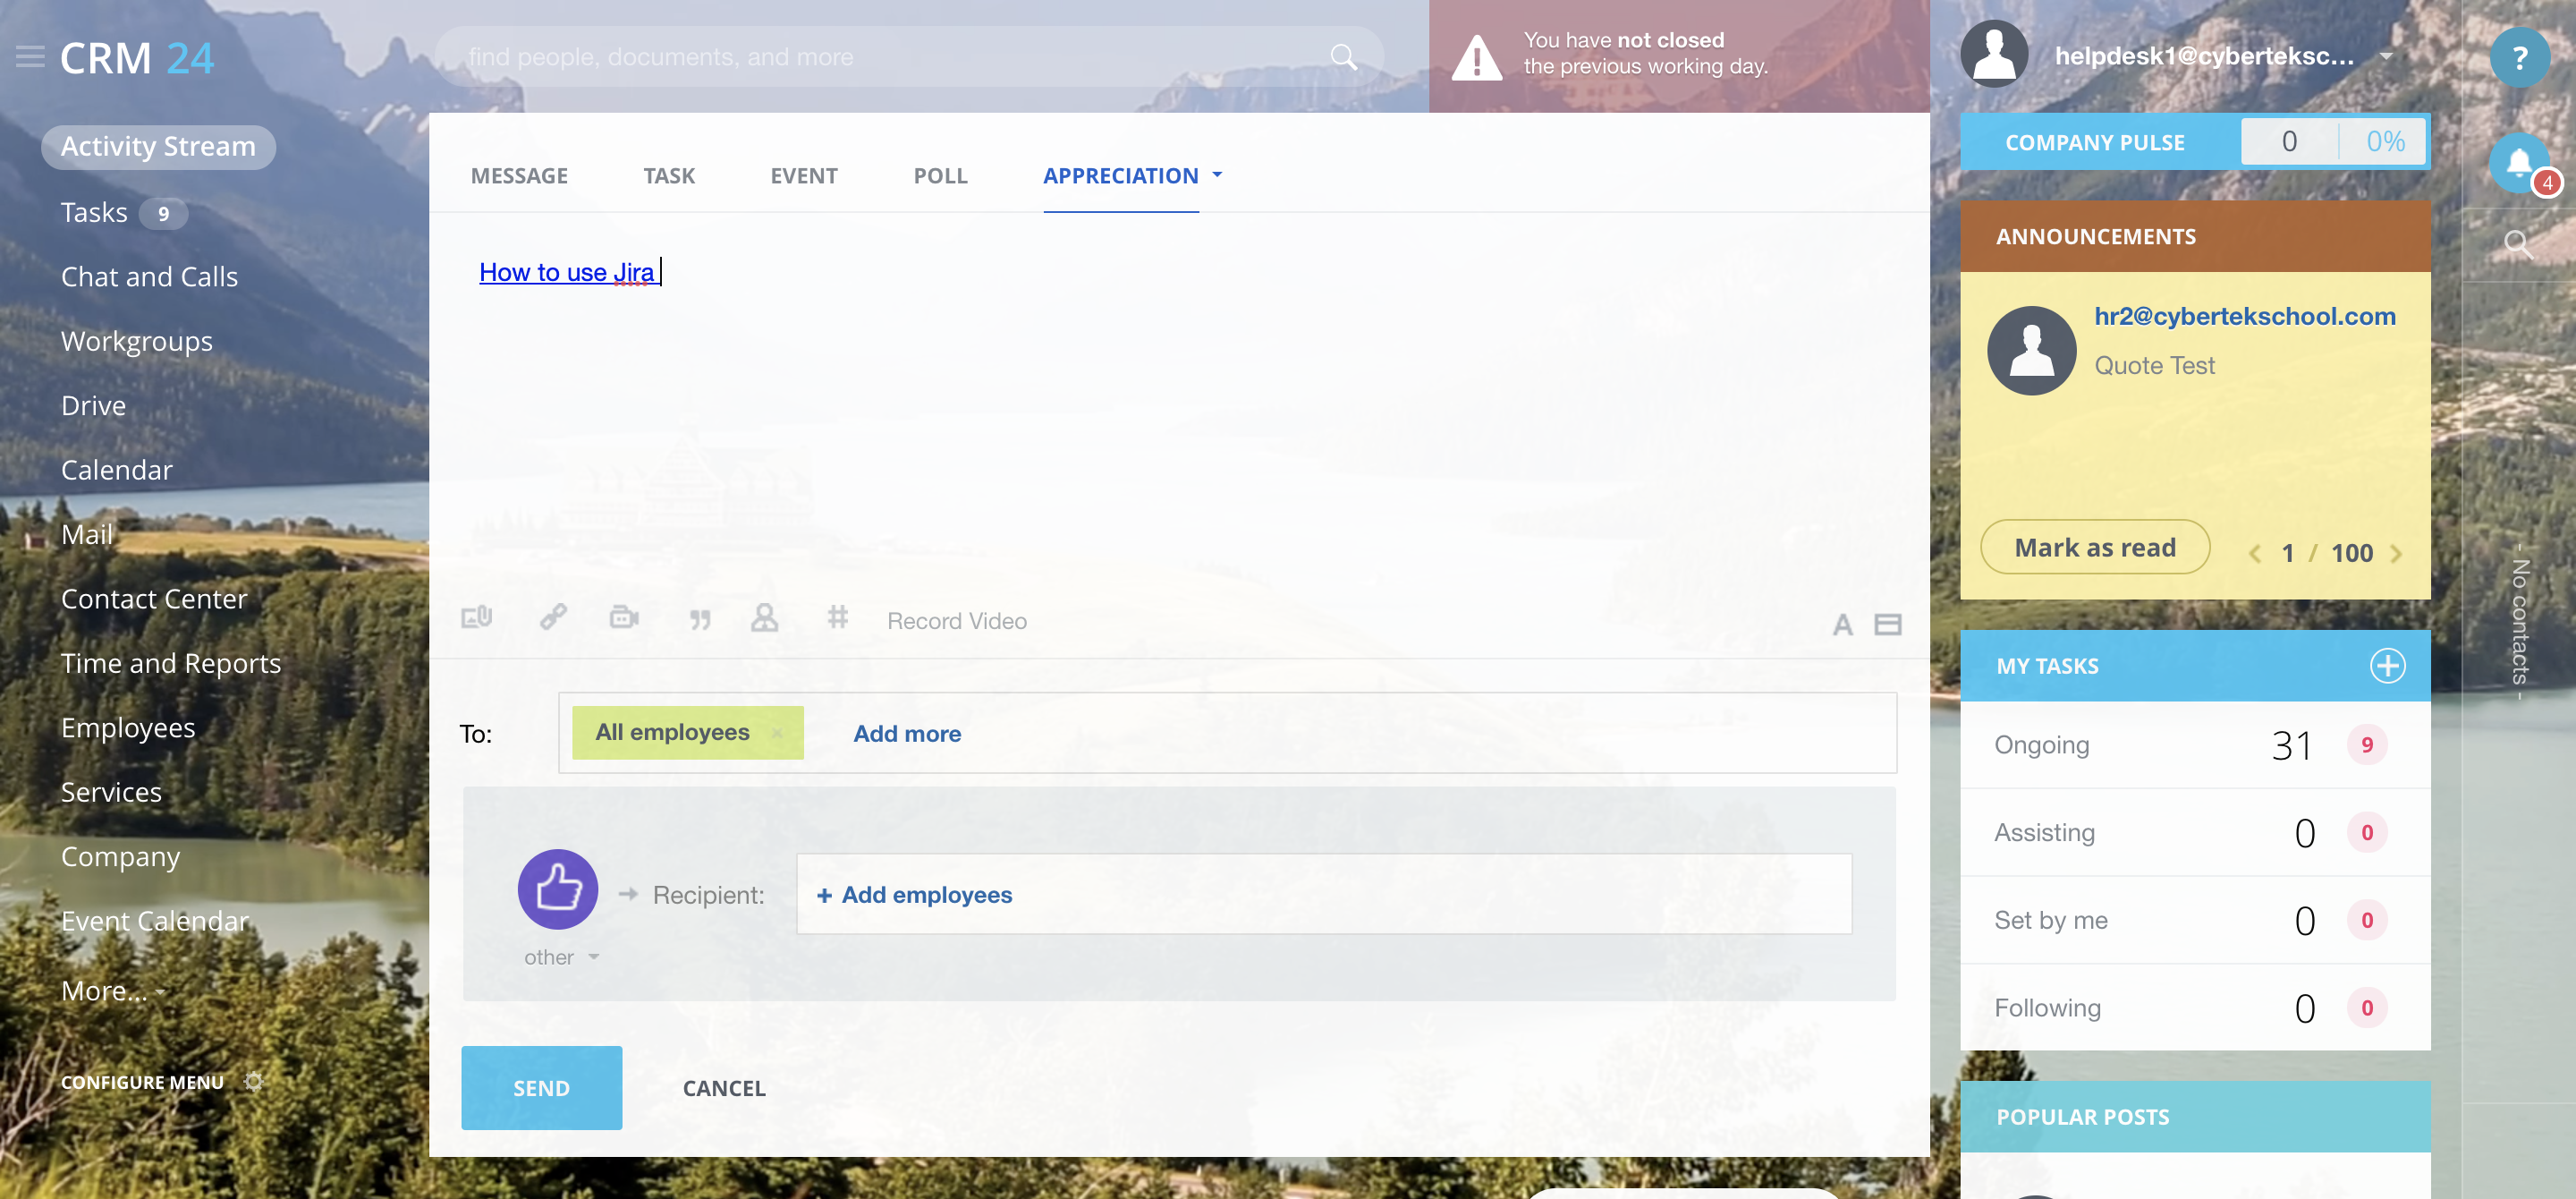 CRM 24
find people, documents, and more
You have not closed
the previous working day.
helpdesk1@cyberteksc...
?
Activity Stream
Tasks 9
Chat and Calls
Workgroups
Drive
Calendar
Mail
Contact Center
Time and Reports
Employees
Services
Company
Event Calendar
More...
CONFIGURE MENU
MESSAGE TASK EVENT POLL APPRECIATION
How to use Jira
Record Video
A
To: All employees × Add more
other
Recipient: + Add employees
SEND CANCEL
COMPANY PULSE 0 0%
ANNOUNCEMENTS
hr2@cybertekschool.com
Quote Test
Mark as read 1 / 100
MY TASKS
Ongoing 31 9
Assisting 0 0
Set by me 0 0
Following 0 0
POPULAR POSTS
4
- No contacts -